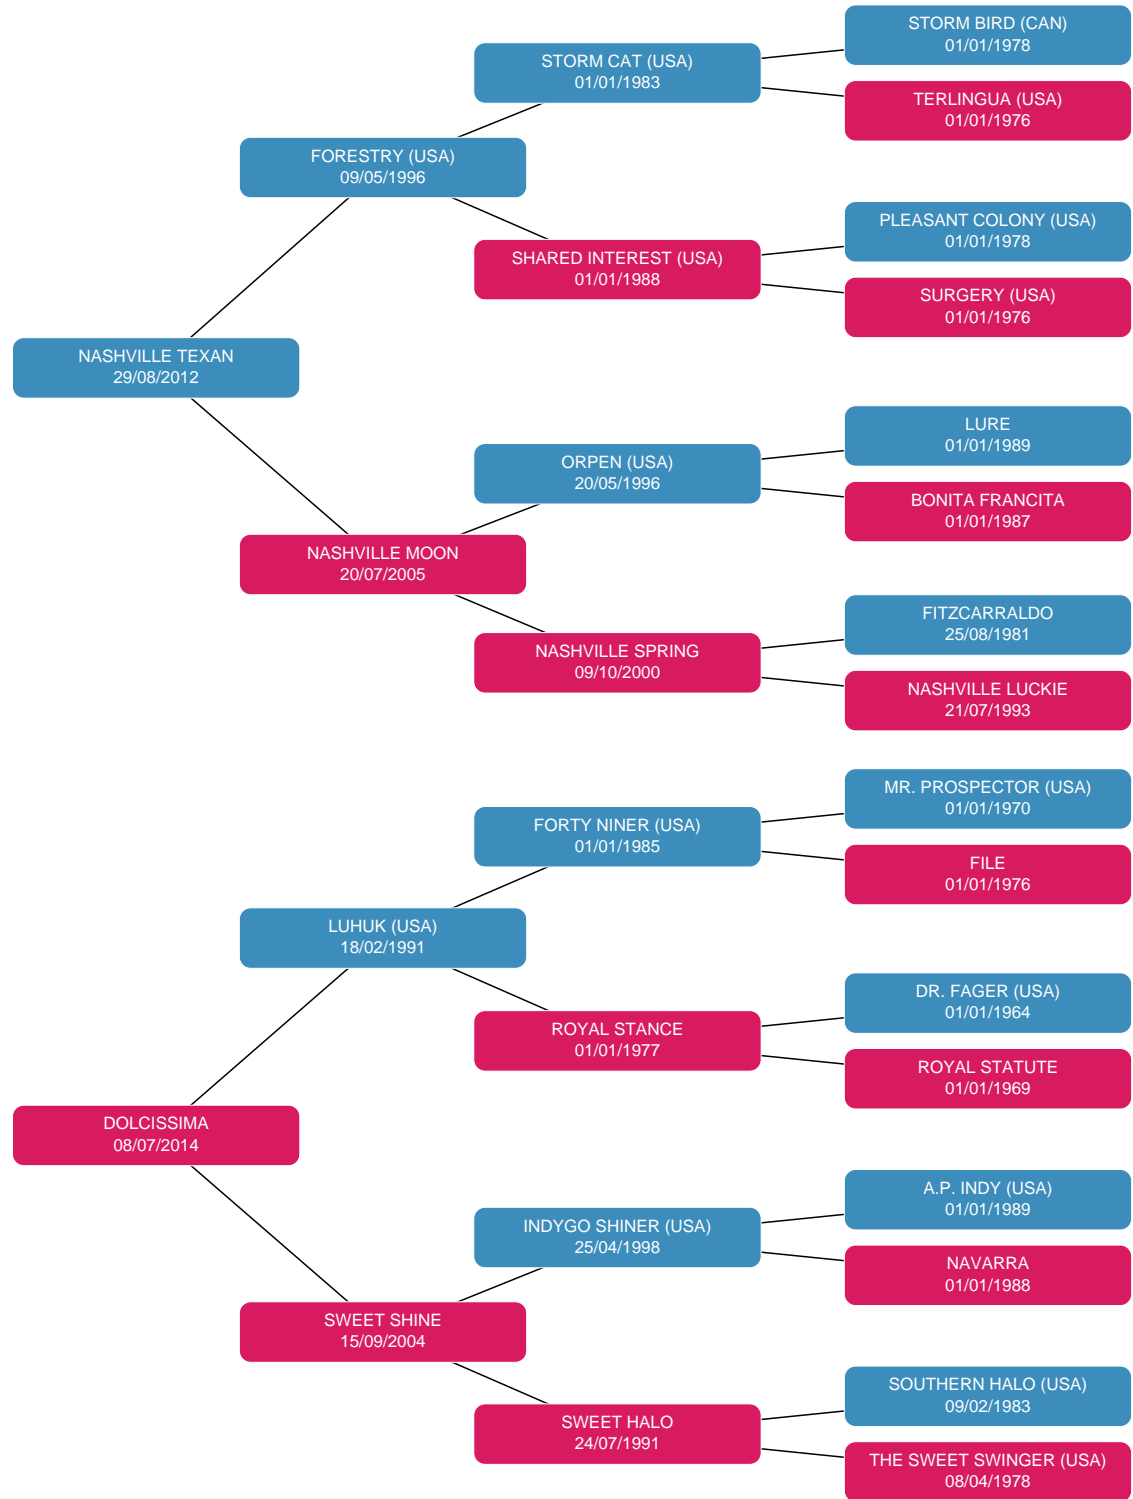 STORM BIRD (CAN)
01/01/1978
STORM CAT (USA)
01/01/1983
TERLINGUA (USA)
01/01/1976
FORESTRY (USA)
09/05/1996
PLEASANT COLONY (USA)
01/01/1978
SHARED INTEREST (USA)
01/01/1988
SURGERY (USA)
01/01/1976
NASHVILLE TEXAN
29/08/2012
LURE
01/01/1989
ORPEN (USA)
20/05/1996
BONITA FRANCITA
01/01/1987
NASHVILLE MOON
20/07/2005
FITZCARRALDO
25/08/1981
NASHVILLE SPRING
09/10/2000
NASHVILLE LUCKIE
21/07/1993
MR. PROSPECTOR (USA)
01/01/1970
FORTY NINER (USA)
01/01/1985
FILE
01/01/1976
LUHUK (USA)
18/02/1991
DR. FAGER (USA)
01/01/1964
ROYAL STANCE
01/01/1977
ROYAL STATUTE
01/01/1969
DOLCISSIMA
08/07/2014
A.P. INDY (USA)
01/01/1989
INDYGO SHINER (USA)
25/04/1998
NAVARRA
01/01/1988
SWEET SHINE
15/09/2004
SOUTHERN HALO (USA)
09/02/1983
SWEET HALO
24/07/1991
THE SWEET SWINGER (USA)
08/04/1978